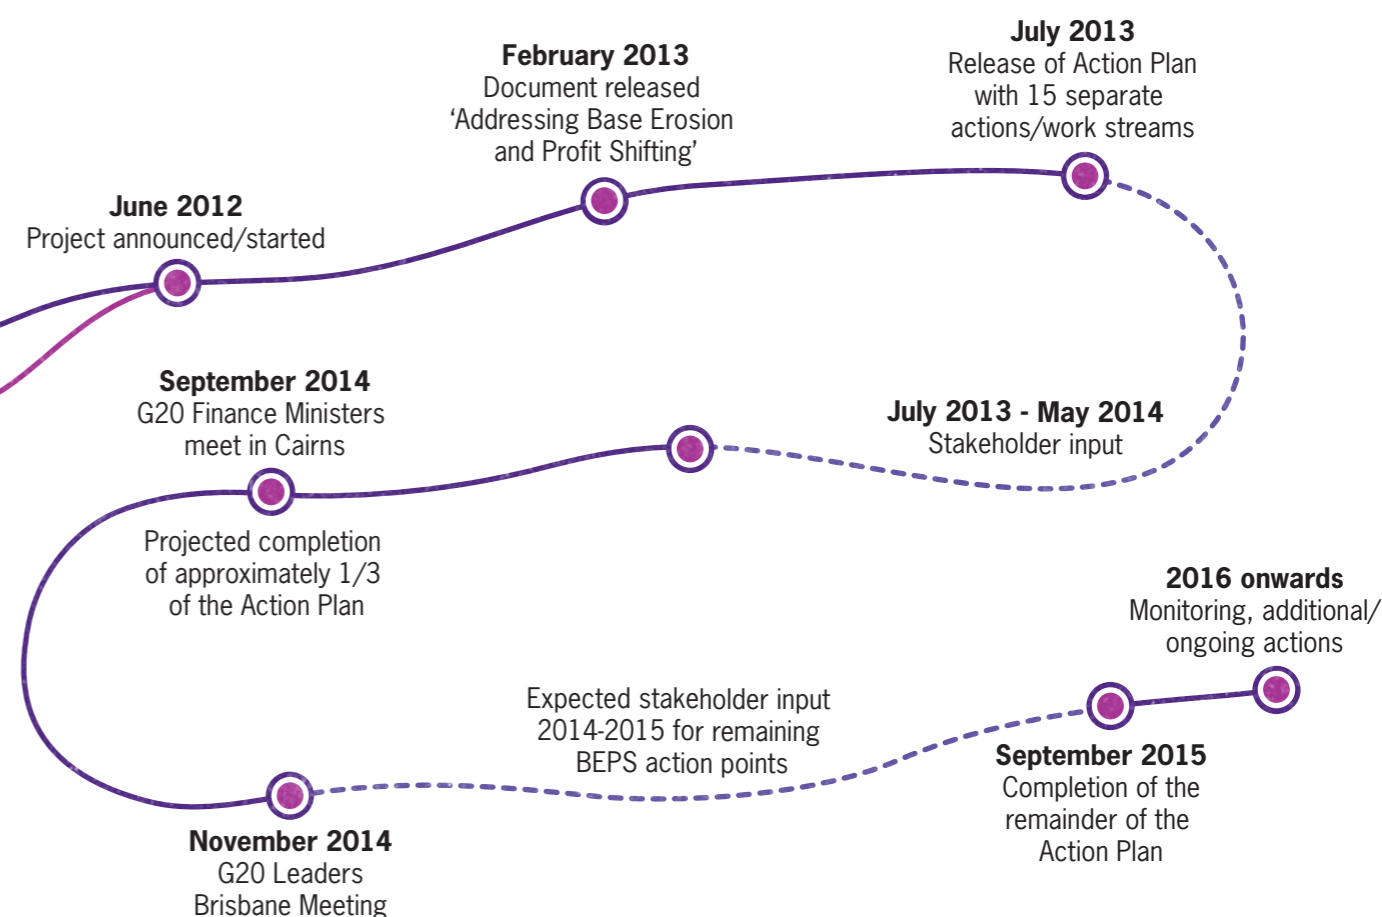 June 2012
Project announced/started
February 2013
Document released
‘Addressing Base Erosion
and Profit Shifting’
July 2013
Release of Action Plan
with 15 separate
actions/work streams
July 2013 - May 2014
Stakeholder input
September 2014
G20 Finance Ministers
meet in Cairns
Projected completion
of approximately 1/3
of the Action Plan
November 2014
G20 Leaders
Brisbane Meeting
Expected stakeholder input
2014-2015 for remaining
BEPS action points
September 2015
Completion of the
remainder of the
Action Plan
2016 onwards
Monitoring, additional/
ongoing actions